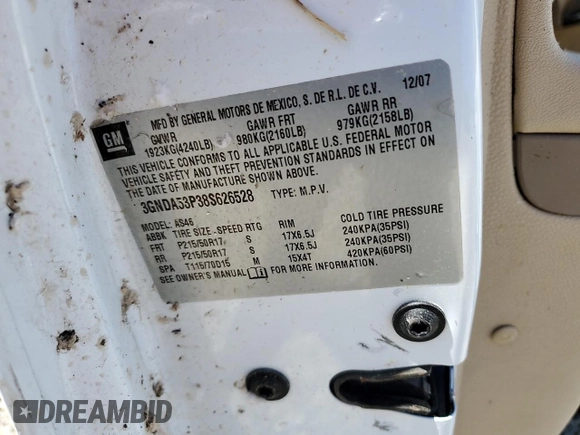 MFD BY GENERAL MOTORS DE MEXICO, S. DE R.L. DE C.V. 12/07
GM
GVWR GAWR FRT GAWR RR
1923KG(4240LB) 980KG(2160LB) 979KG(2158LB)
THIS VEHICLE CONFORMS TO ALL APPLICABLE U.S. FEDERAL MOTOR
VEHICLE SAFETY AND THEFT PREVENTION STANDARDS IN EFFECT ON
THE DATE OF MANUFACTURE SHOWN ABOVE.
3GNDA53P38S626528 TYPE: M.P.V.
MODEL: AS46
ABBK TIRE SIZE-SPEED RTG RIM COLD TIRE PRESSURE
FRT P215/50R17 S 17X6.5J 240KPA(35PSI)
RR P215/50R17 S 17X6.5J 240KPA(35PSI)
SPA T115/70D15 M 15X4T 420KPA(60PSI)
SEE OWNER'S MANUAL FOR MORE INFORMATION.
DREAMBID